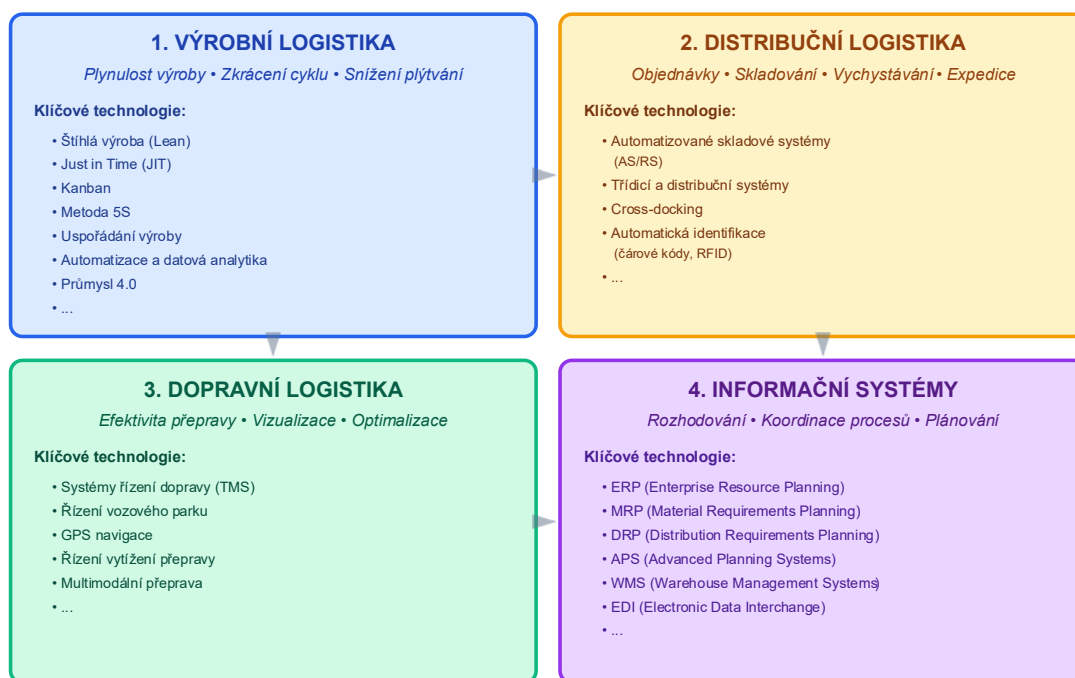 1. VÝROBNÍ LOGISTIKA
Plynulost výroby • Zkrácení cyklu • Snížení plýtvání
Klíčové technologie:
• Štíhlá výroba (Lean)
• Just in Time (JIT)
• Kanban
• Metoda 5S
• Uspořádání výroby
• Automatizace a datová analytika
• Průmysl 4.0
• ...
2. DISTRIBUČNÍ LOGISTIKA
Objednávky • Skladování • Vychystávání • Expedice
Klíčové technologie:
• Automatizované skladové systémy
(AS/RS)
• Třídicí a distribuční systémy
• Cross-docking
• Automatická identifikace
(čárové kódy, RFID)
• ...
3. DOPRAVNÍ LOGISTIKA
Efektivita přepravy • Vizualizace • Optimalizace
Klíčové technologie:
• Systémy řízení dopravy (TMS)
• Řízení vozového parku
• GPS navigace
• Řízení vytížení přepravy
• Multimodální přeprava
• ...
4. INFORMAČNÍ SYSTÉMY
Rozhodování • Koordinace procesů • Plánování
Klíčové technologie:
• ERP (Enterprise Resource Planning)
• MRP (Material Requirements Planning)
• DRP (Distribution Requirements Planning)
• APS (Advanced Planning Systems)
• WMS (Warehouse Management Systems)
• EDI (Electronic Data Interchange)
• ...